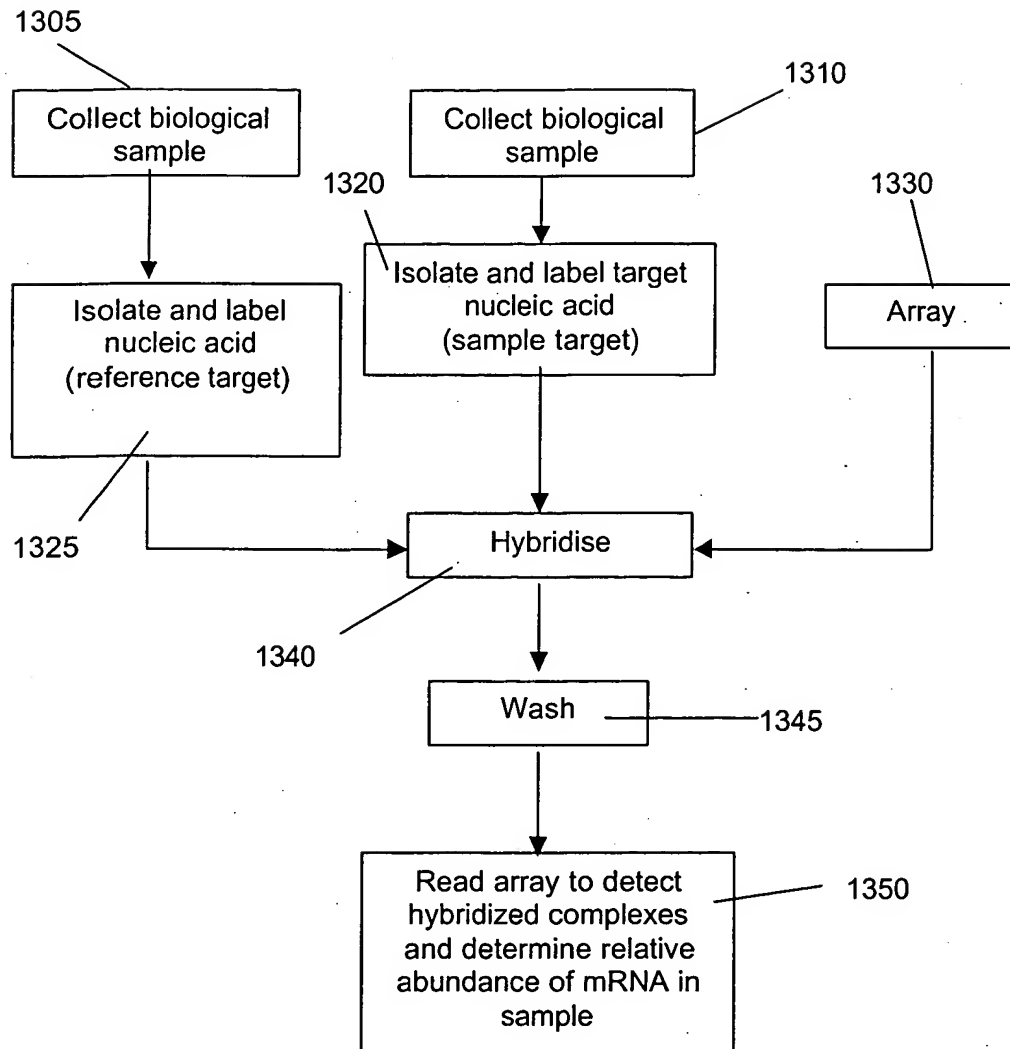 1305
1310
Collect biological
sample
Collect biological
sample
1320
1330
Isolate and label
nucleic acid
(reference target)
Isolate and label target
nucleic acid
(sample target)
Array
1325
Hybridise
1340
Wash
1345
Read array to detect
hybridized complexes
and determine relative
abundance of mRNA in
sample
1350